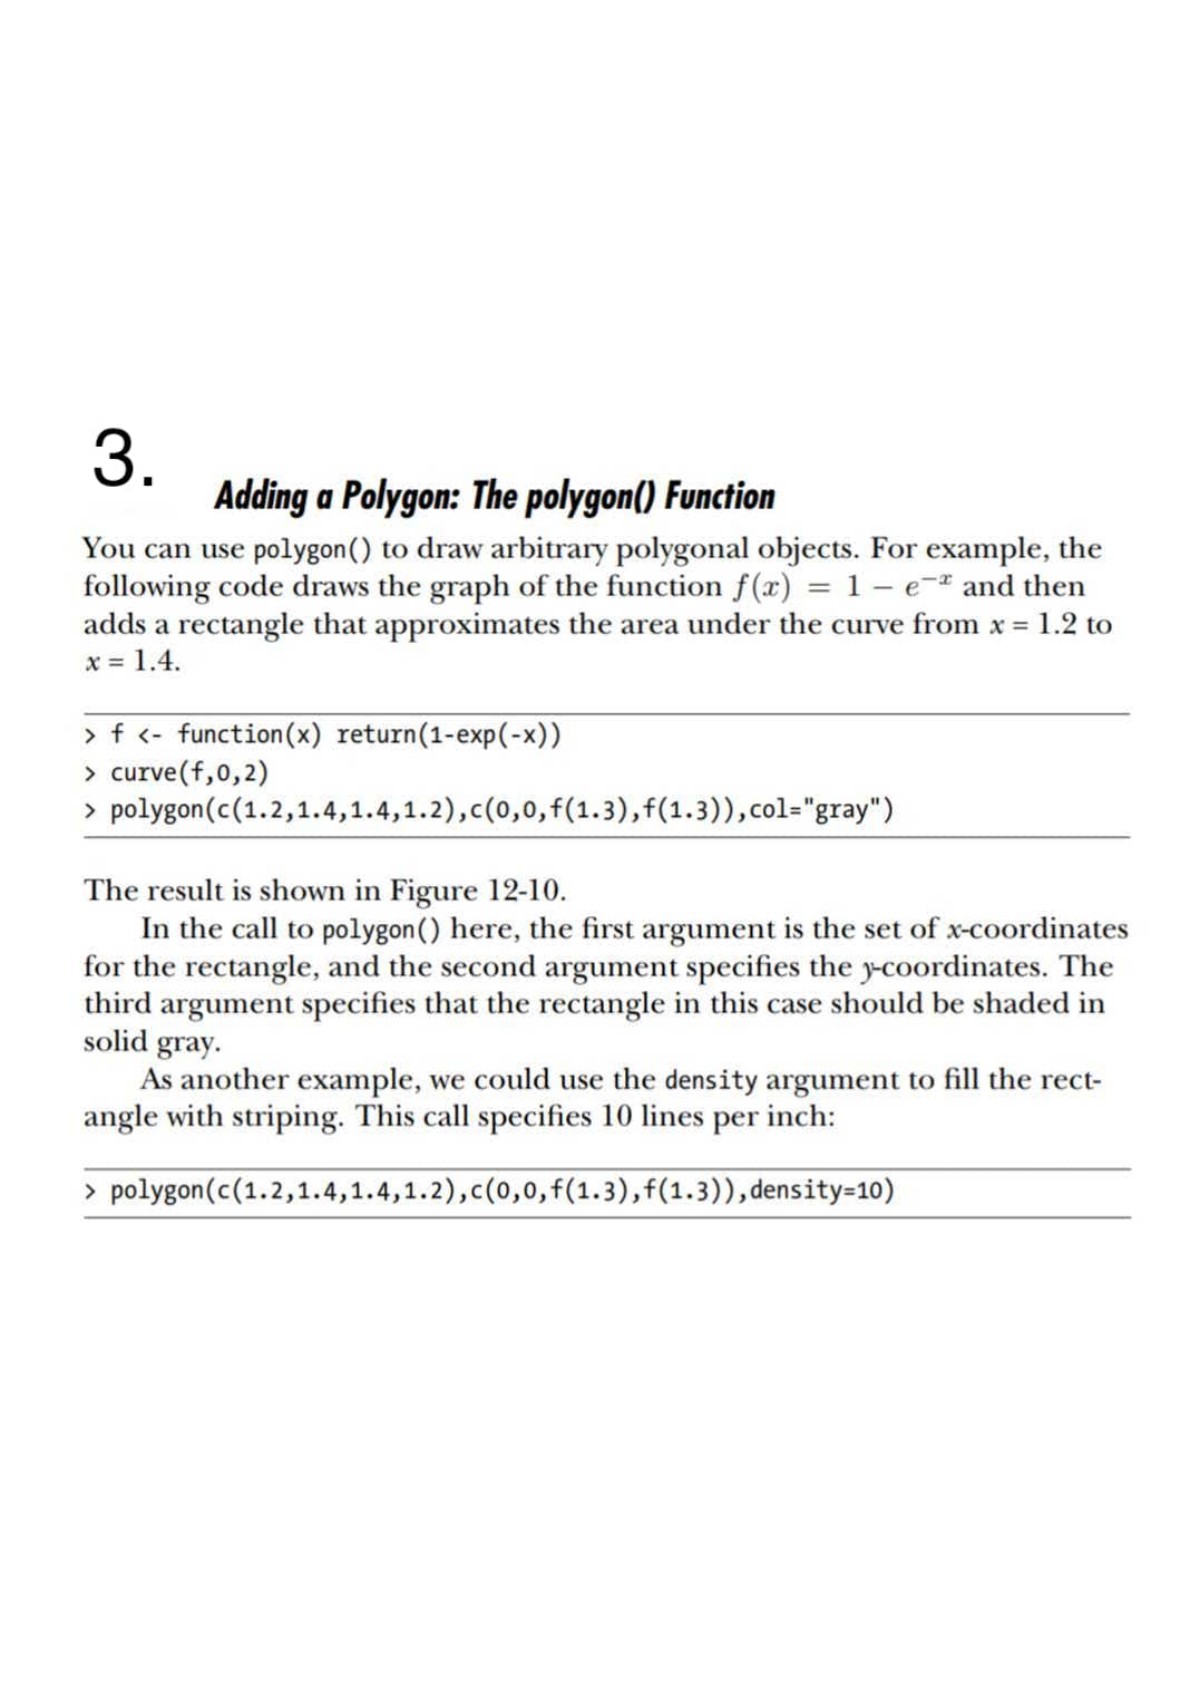 3.
Adding a Polygon: The polygon() Function
You can use polygon() to draw arbitrary polygonal objects. For example, the
following code draws the graph of the function f(x) = 1 − e⁻ˣ and then
adds a rectangle that approximates the area under the curve from x = 1.2 to
x = 1.4.
> f <- function(x) return(1-exp(-x))
> curve(f,0,2)
> polygon(c(1.2,1.4,1.4,1.2),c(0,0,f(1.3),f(1.3)),col="gray")
The result is shown in Figure 12-10.
In the call to polygon() here, the first argument is the set of x-coordinates
for the rectangle, and the second argument specifies the y-coordinates. The
third argument specifies that the rectangle in this case should be shaded in
solid gray.
As another example, we could use the density argument to fill the rect-
angle with striping. This call specifies 10 lines per inch:
> polygon(c(1.2,1.4,1.4,1.2),c(0,0,f(1.3),f(1.3)),density=10)